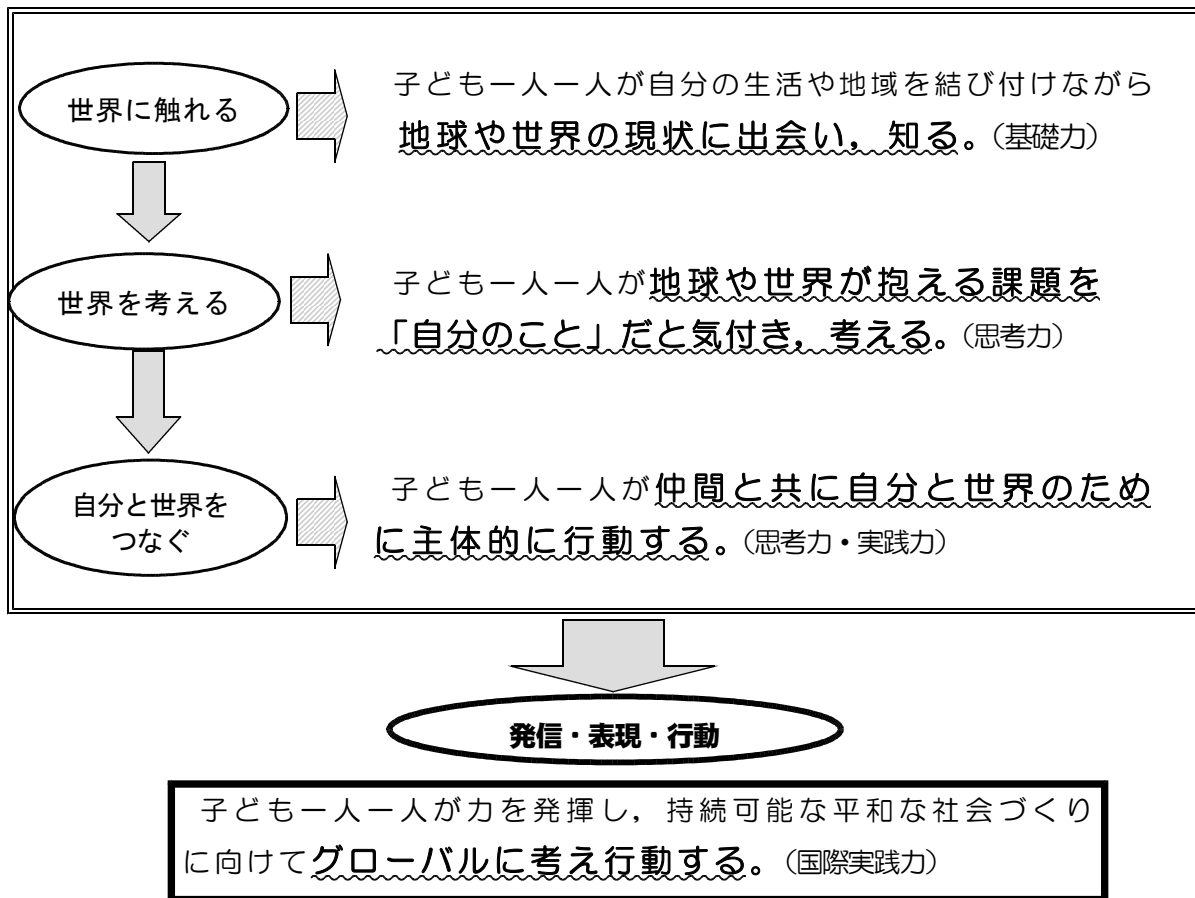 世界に触れる
子ども一人一人が自分の生活や地域を結び付けながら
地球や世界の現状に出会い，知る。（基礎力）
世界を考える
子ども一人一人が地球や世界が抱える課題を
「自分のこと」だと気付き，考える。（思考力）
自分と世界を
つなぐ
子ども一人一人が仲間と共に自分と世界のため
に主体的に行動する。（思考力・実践力）
発信・表現・行動
子ども一人一人が力を発揮し，持続可能な平和な社会づくり
に向けてグローバルに考え行動する。（国際実践力）